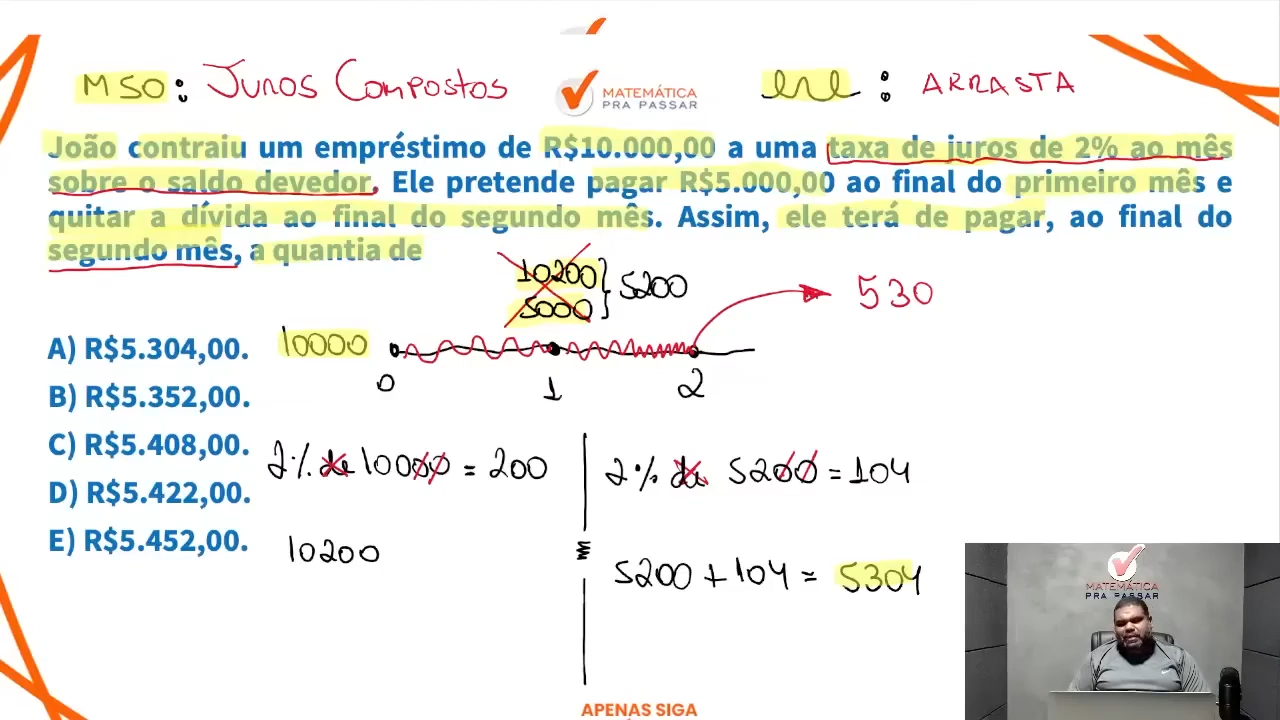 MSO: Juros Compostos
MATEMÁTICA
PRA PASSAR
: ARRASTA
João contraiu um empréstimo de R$10.000,00 a uma taxa de juros de 2% ao mês
sobre o saldo devedor. Ele pretende pagar R$5.000,00 ao final do primeiro mês e
quitar a dívida ao final do segundo mês. Assim, ele terá de pagar, ao final do
segundo mês, a quantia de
10200
5000
5200
530
A) R$5.304,00.
10000
0
1
2
B) R$5.352,00.
C) R$5.408,00.
D) R$5.422,00.
E) R$5.452,00.
2% de 10000 = 200
10200
2% de 5200 = 104
5200 + 104 = 5304
MATEMÁTICA
PRA PASSAR
APENAS SIGA